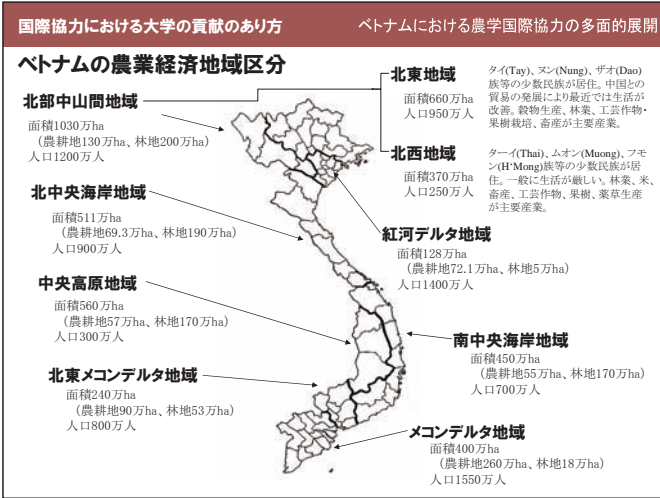 国際協力における大学の貢献のあり方
ベトナムにおける農学国際協力の多面的展開
ベトナムの農業経済地域区分
北部中山間地域
面積1030万ha
（農耕地130万ha、林地200万ha）
人口1200万人
北東地域
面積660万ha
人口950万人
タイ(Tay)、ヌン(Nung)、ザオ(Dao)
族等の少数民族が居住。中国との
貿易の発展により最近では生活が
改善。穀物生産、林業、工芸作物・
果樹栽培、畜産が主要産業。
北西地域
面積370万ha
人口250万人
ターイ(Thai)、ムオン(Muong)、フモ
ン(H'Mong)族等の少数民族が居
住。一般に生活が厳しい。林業、米、
畜産、工芸作物、果樹、薬草生産
が主要産業。
北中央海岸地域
面積511万ha
（農耕地69.3万ha、林地190万ha）
人口900万人
紅河デルタ地域
面積128万ha
（農耕地72.1万ha、林地5万ha）
人口1400万人
中央高原地域
面積560万ha
（農耕地57万ha、林地170万ha）
人口300万人
南中央海岸地域
面積450万ha
（農耕地55万ha、林地170万ha）
人口700万人
北東メコンデルタ地域
面積240万ha
（農耕地90万ha、林地53万ha）
人口800万人
メコンデルタ地域
面積400万ha
（農耕地260万ha、林地18万ha）
人口1550万人